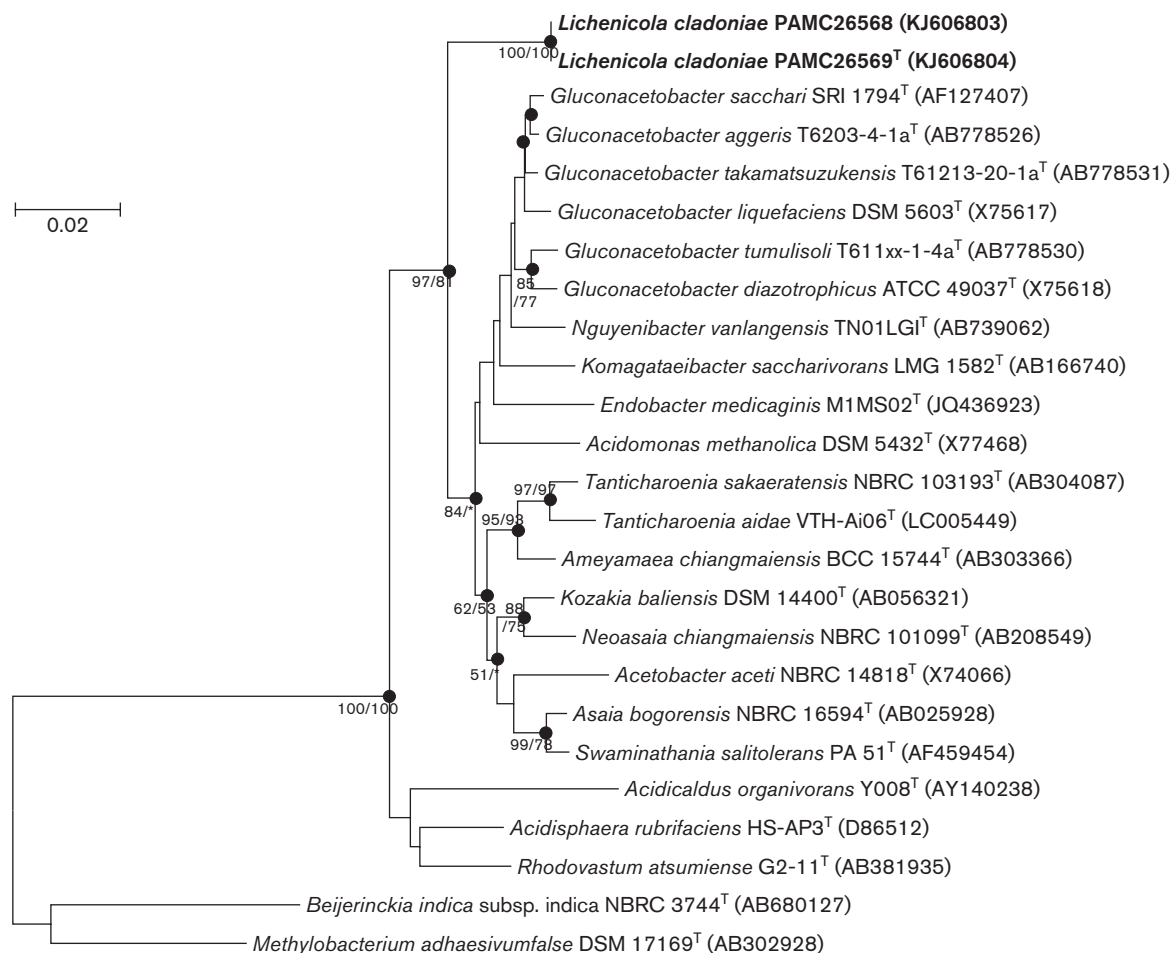 Lichenicola cladoniae PAMC26568 (KJ606803)
100/100
Lichenicola cladoniae PAMC26569T (KJ606804)
Gluconacetobacter sacchari SRI 1794T (AF127407)
Gluconacetobacter aggeris T6203-4-1aT (AB778526)
Gluconacetobacter takamatsuzukensis T61213-20-1aT (AB778531)
0.02
Gluconacetobacter liquefaciens DSM 5603T (X75617)
Gluconacetobacter tumulisoli T611xx-1-4aT (AB778530)
97/81
85
/77
Gluconacetobacter diazotrophicus ATCC 49037T (X75618)
Nguyenibacter vanlangensis TN01LGIT (AB739062)
Komagataeibacter saccharivorans LMG 1582T (AB166740)
Endobacter medicaginis M1MS02T (JQ436923)
Acidomonas methanolica DSM 5432T (X77468)
Tanticharoenia sakaeratensis NBRC 103193T (AB304087)
97/97
84/*
95/93
Tanticharoenia aidae VTH-Ai06T (LC005449)
Ameyamaea chiangmaiensis BCC 15744T (AB303366)
Kozakia baliensis DSM 14400T (AB056321)
62/53
88
/75
Neoasaia chiangmaiensis NBRC 101099T (AB208549)
51/*
Acetobacter aceti NBRC 14818T (X74066)
100/100
Asaia bogorensis NBRC 16594T (AB025928)
99/78
Swaminathania salitolerans PA 51T (AF459454)
Acidicaldus organivorans Y008T (AY140238)
Acidisphaera rubrifaciens HS-AP3T (D86512)
Rhodovastum atsumiense G2-11T (AB381935)
Beijerinckia indica subsp. indica NBRC 3744T (AB680127)
Methylobacterium adhaesivumfalse DSM 17169T (AB302928)